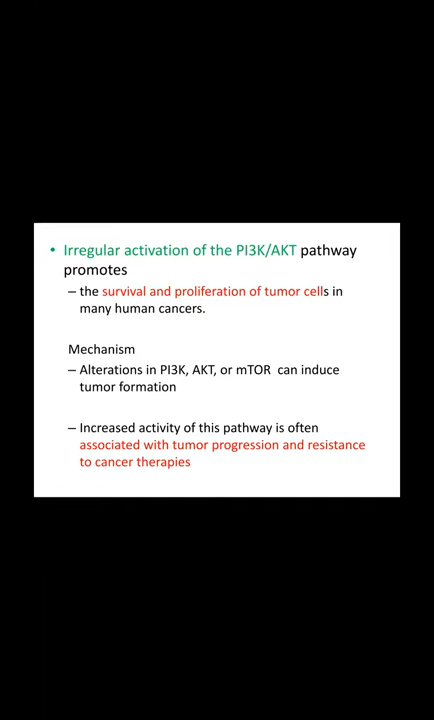 • Irregular activation of the PI3K/AKT pathway
promotes
– the survival and proliferation of tumor cells in
many human cancers.
Mechanism
– Alterations in PI3K, AKT, or mTOR can induce
tumor formation
– Increased activity of this pathway is often
associated with tumor progression and resistance
to cancer therapies